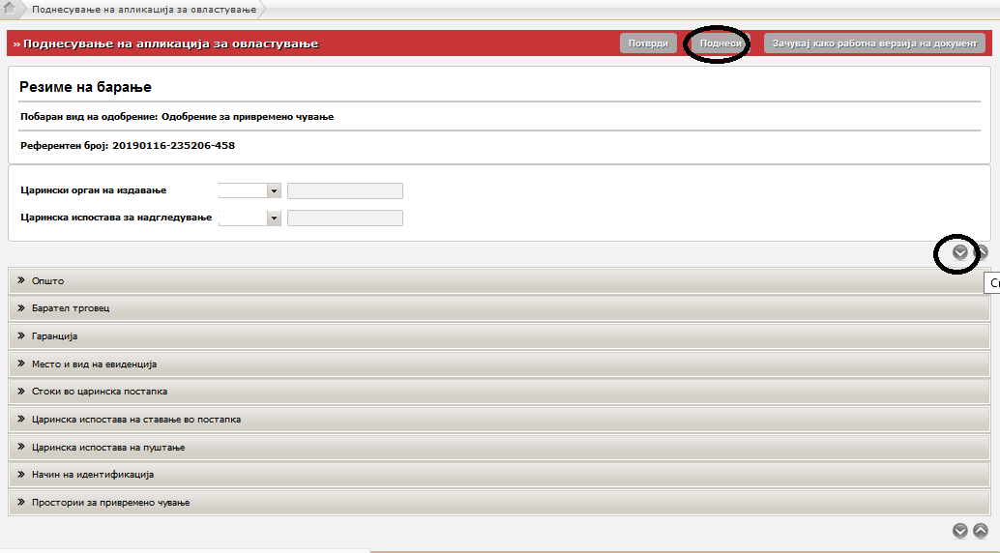 Поднесување на апликација за овластување
» Поднесување на апликација за овластување
Потврди
Поднеси
Зачувај како работна верзија на документ
Резиме на барање
Побаран вид на одобрение: Одобрение за привремено чување
Референтен број: 20190116-235206-458
Царински орган на издавање
Царинска испостава за надгледување
» Општо
» Барател трговец
» Гаранција
» Место и вид на евиденција
» Стоки во царинска постапка
» Царинска испостава на ставање во постапка
» Царинска испостава на пуштање
» Начин на идентификација
» Простории за привремено чување